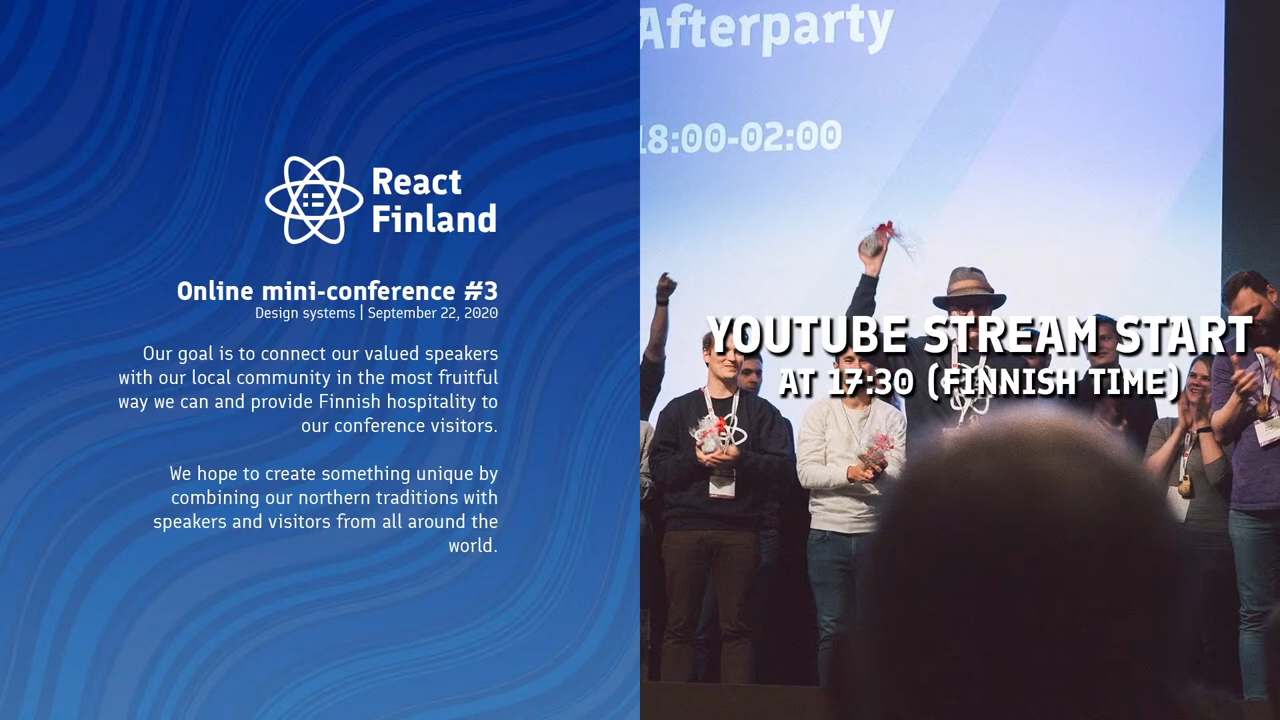 React
Finland
Online mini-conference #3
Design systems | September 22, 2020
Our goal is to connect our valued speakers
with our local community in the most fruitful
way we can and provide Finnish hospitality to
our conference visitors.
We hope to create something unique by
combining our northern traditions with
speakers and visitors from all around the
world.
Afterparty
18:00-02:00
YOUTUBE STREAM START
AT 17:30 (FINNISH TIME)